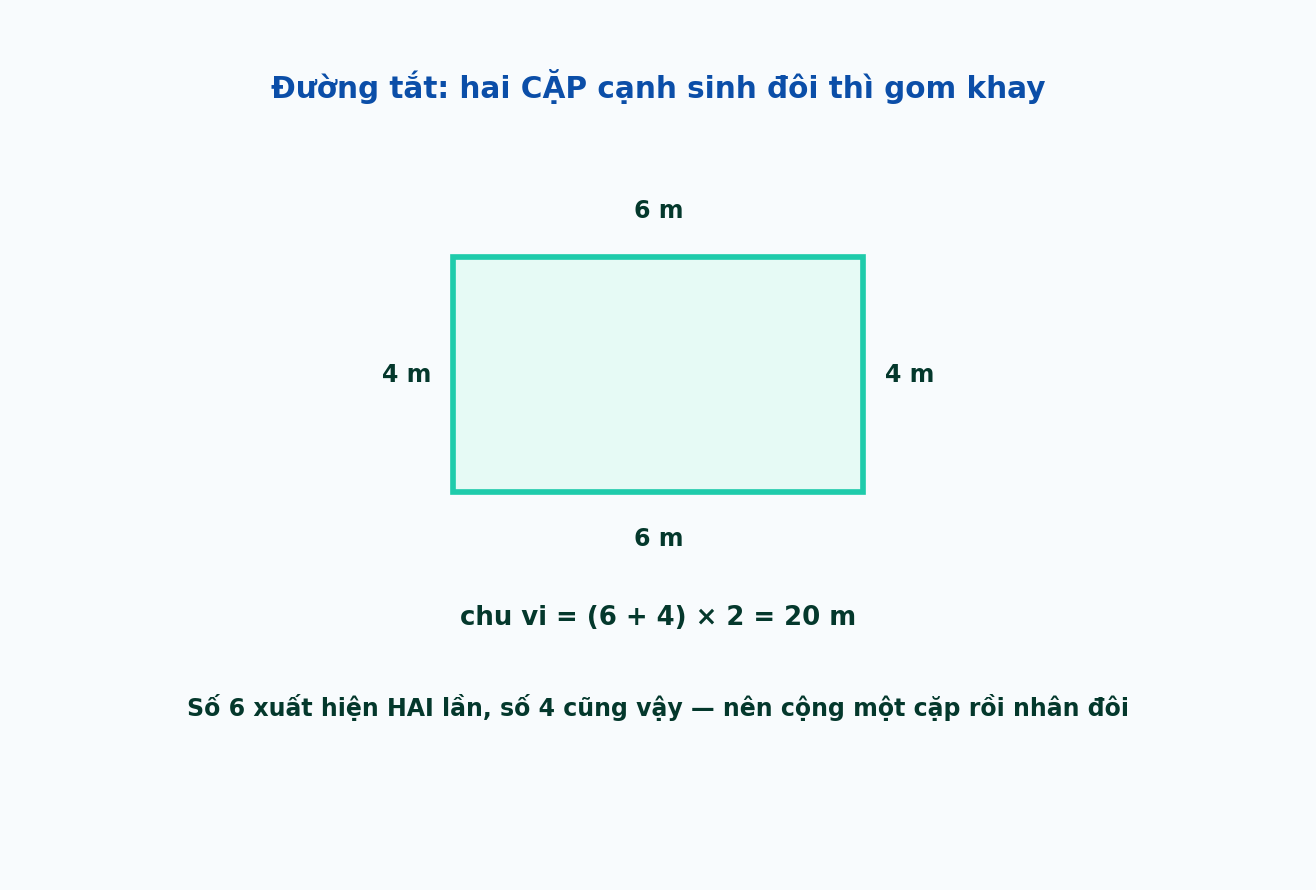 Đường tắt: hai CẶP cạnh sinh đôi thì gom khay
6 m
4 m
4 m
6 m
chu vi = (6 + 4) × 2 = 20 m
Số 6 xuất hiện HAI lần, số 4 cũng vậy — nên cộng một cặp rồi nhân đôi